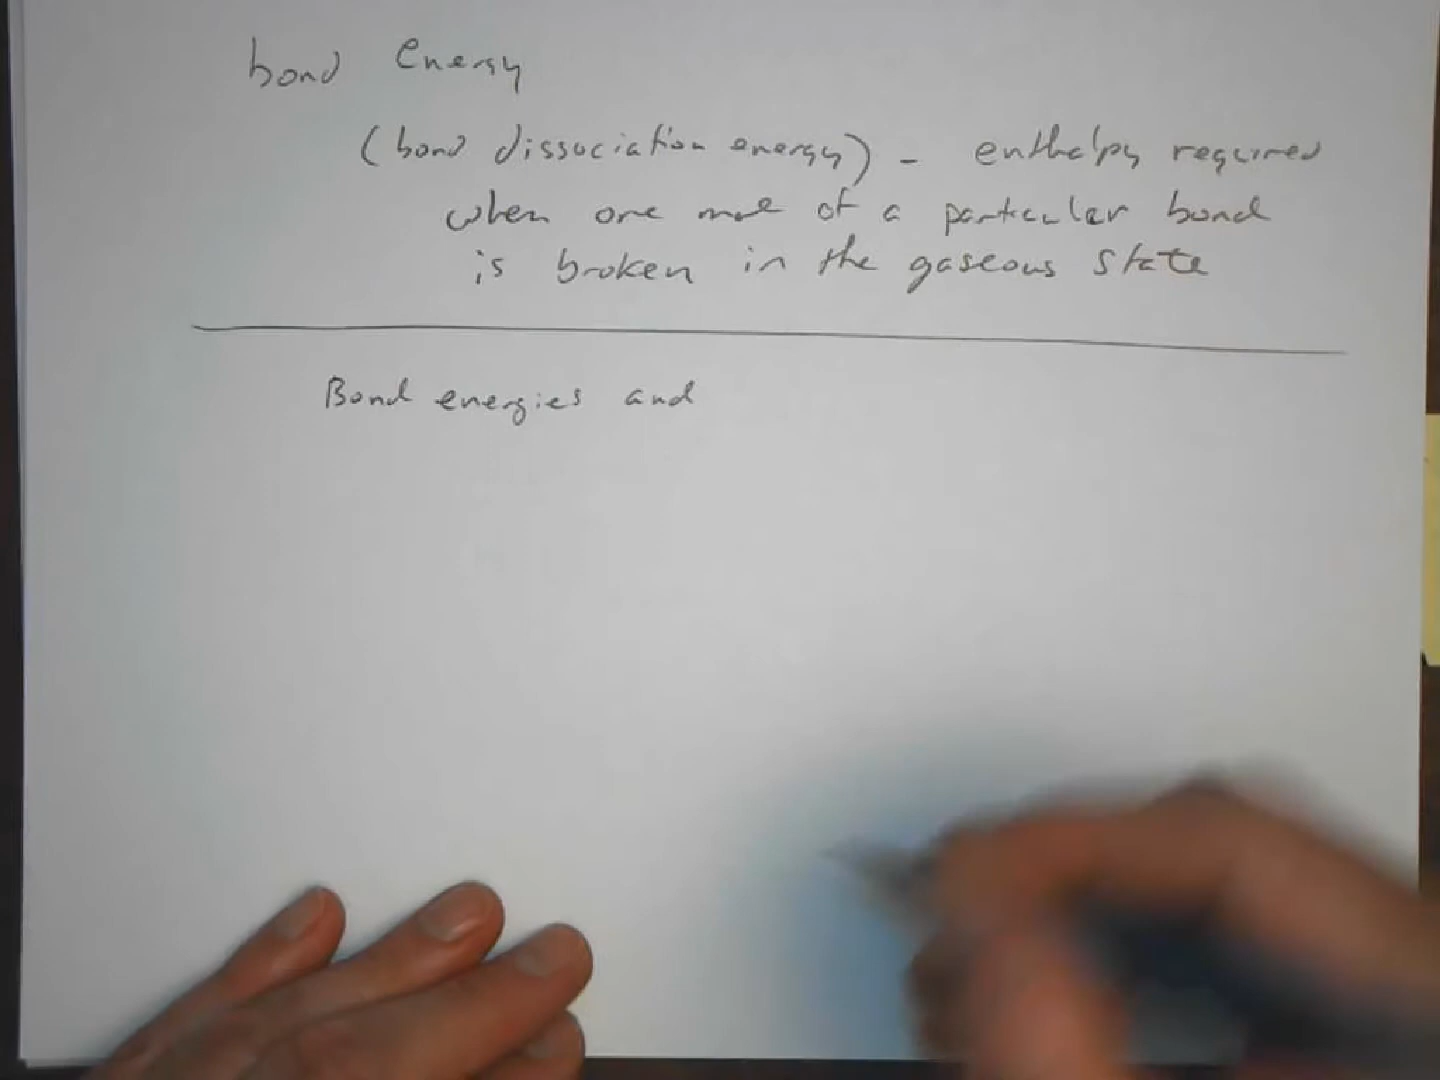 bond energy
(bond dissociation energy) - enthalpy required
when one mole of a particular bond
is broken in the gaseous state
Bond energies and